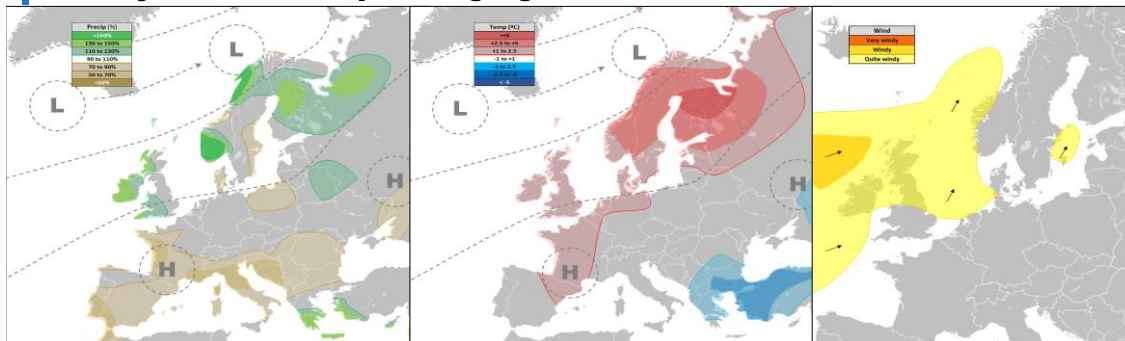 Precip (%)
>150%
130 to 150%
110 to 130%
90 to 110%
70 to 90%
50 to 70%
<50%
L
L
H
H
Temp (ºC)
>+5
+2.5 to +5
+1 to 2.5
-1 to +1
-1 to 2.5
-2.5 to -5
< -5
L
L
H
H
Wind
Very windy
Windy
Quite windy